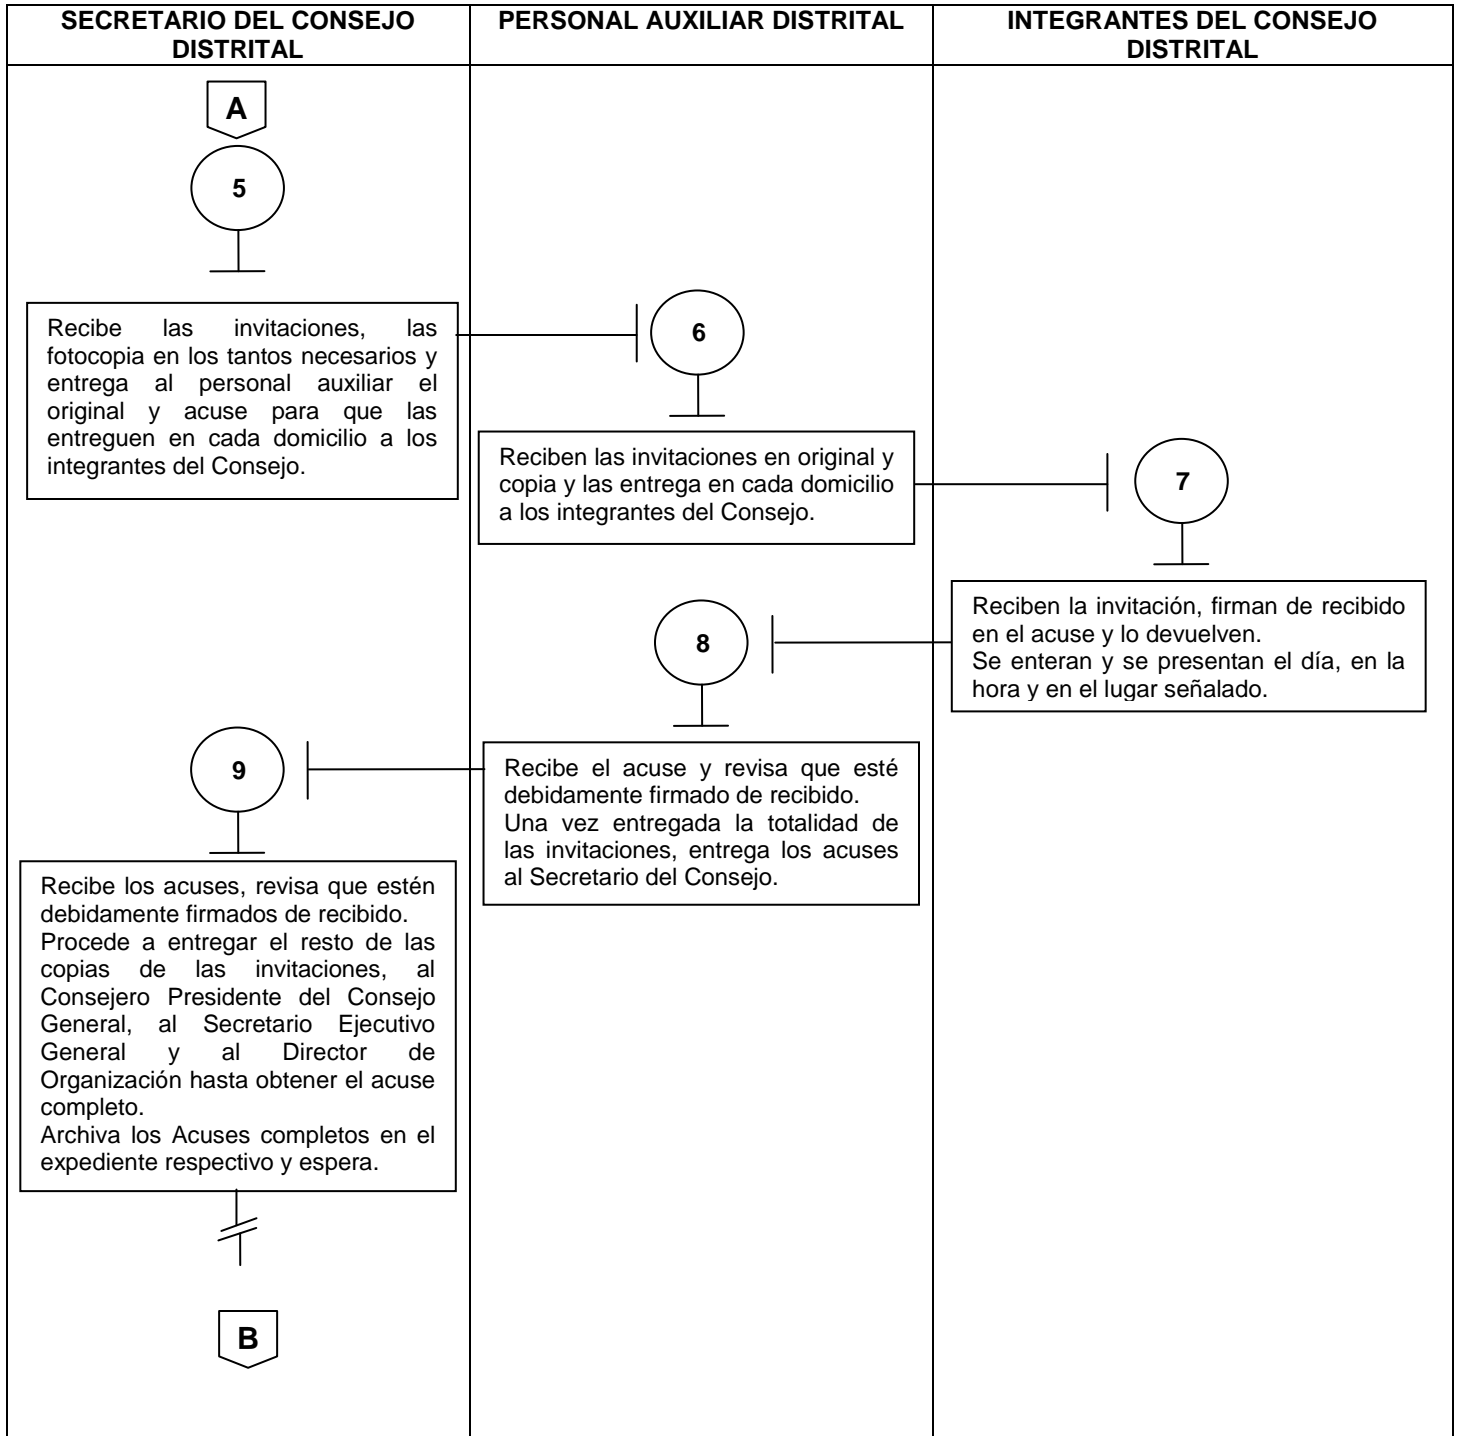 SECRETARIO DEL CONSEJO
DISTRITAL
PERSONAL AUXILIAR DISTRITAL
INTEGRANTES DEL CONSEJO
DISTRITAL
A
5
Recibe las invitaciones, las
fotocopia en los tantos necesarios y
entrega al personal auxiliar el
original y acuse para que las
entreguen en cada domicilio a los
integrantes del Consejo.
6
Reciben las invitaciones en original y
copia y las entrega en cada domicilio
a los integrantes del Consejo.
7
Reciben la invitación, firman de recibido
en el acuse y lo devuelven.
Se enteran y se presentan el día, en la
hora y en el lugar señalado.
8
Recibe el acuse y revisa que esté
debidamente firmado de recibido.
Una vez entregada la totalidad de
las invitaciones, entrega los acuses
al Secretario del Consejo.
9
Recibe los acuses, revisa que estén
debidamente firmados de recibido.
Procede a entregar el resto de las
copias de las invitaciones, al
Consejero Presidente del Consejo
General, al Secretario Ejecutivo
General y al Director de
Organización hasta obtener el acuse
completo.
Archiva los Acuses completos en el
expediente respectivo y espera.
B